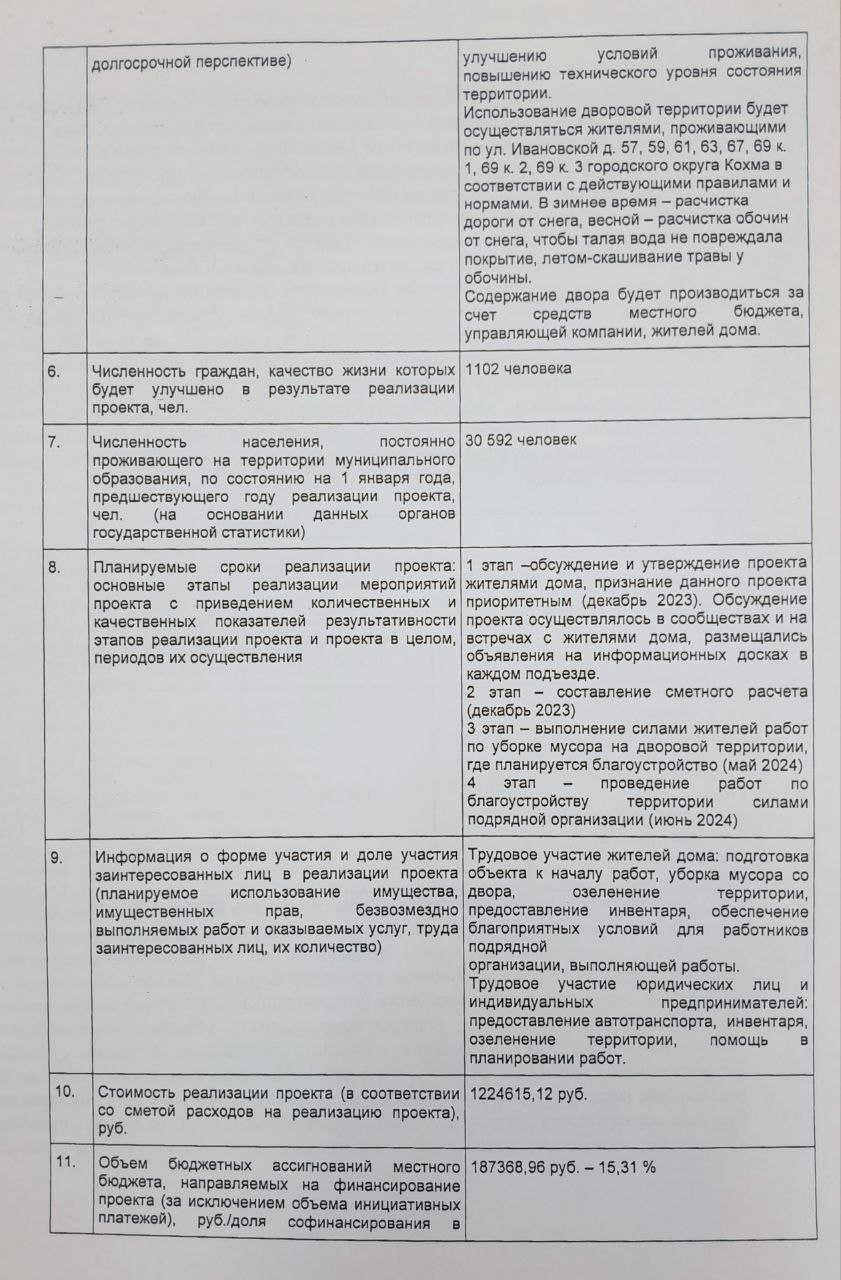 долгосрочной перспективе)
улучшению условий проживания,
повышению технического уровня состояния
территории.
Использование дворовой территории будет
осуществляться жителями, проживающими
по ул. Ивановской д. 57, 59, 61, 63, 67, 69 к.
1, 69 к. 2, 69 к. 3 городского округа Кохма в
соответствии с действующими правилами и
нормами. В зимнее время – расчистка
дороги от снега, весной – расчистка обочин
от снега, чтобы талая вода не повреждала
покрытие, летом-скашивание травы у
обочины.
Содержание двора будет производиться за
счет средств местного бюджета,
управляющей компании, жителей дома.
6.
Численность граждан, качество жизни которых
будет улучшено в результате реализации
проекта, чел.
1102 человека
7.
Численность населения, постоянно
проживающего на территории муниципального
образования, по состоянию на 1 января года,
предшествующего году реализации проекта,
чел. (на основании данных органов
государственной статистики)
30 592 человек
8.
Планируемые сроки реализации проекта:
основные этапы реализации мероприятий
проекта с приведением количественных и
качественных показателей результативности
этапов реализации проекта и проекта в целом,
периодов их осуществления
1 этап –обсуждение и утверждение проекта
жителями дома, признание данного проекта
приоритетным (декабрь 2023). Обсуждение
проекта осуществлялось в сообществах и на
встречах с жителями дома, размещались
объявления на информационных досках в
каждом подъезде.
2 этап – составление сметного расчета
(декабрь 2023)
3 этап – выполнение силами жителей работ
по уборке мусора на дворовой территории,
где планируется благоустройство (май 2024)
4 этап – проведение работ по
благоустройству территории силами
подрядной организации (июнь 2024)
9.
Информация о форме участия и доле участия
заинтересованных лиц в реализации проекта
(планируемое использование имущества,
имущественных прав, безвозмездно
выполняемых работ и оказываемых услуг, труда
заинтересованных лиц, их количество)
Трудовое участие жителей дома: подготовка
объекта к началу работ, уборка мусора со
двора, озеленение территории,
предоставление инвентаря, обеспечение
благоприятных условий для работников
подрядной
организации, выполняющей работы.
Трудовое участие юридических лиц и
индивидуальных предпринимателей:
предоставление автотранспорта, инвентаря,
озеленение территории, помощь в
планировании работ.
10.
Стоимость реализации проекта (в соответствии
со сметой расходов на реализацию проекта),
руб.
1224615,12 руб.
11.
Объем бюджетных ассигнований местного
бюджета, направляемых на финансирование
проекта (за исключением объема инициативных
платежей), руб./доля софинансирования в
187368,96 руб. – 15,31 %